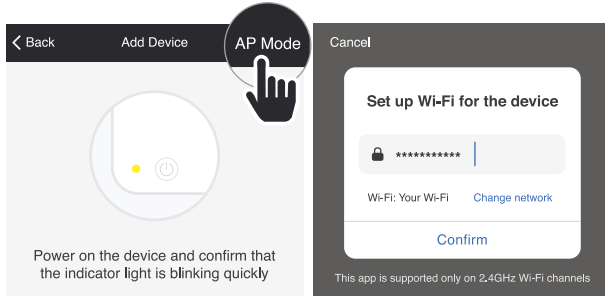 Back
Add Device
AP Mode
Power on the device and confirm that
the indicator light is blinking quickly
Cancel
Set up Wi-Fi for the device
***********
Wi-Fi: Your Wi-Fi
Change network
Confirm
This app is supported only on 2.4GHz Wi-Fi channels